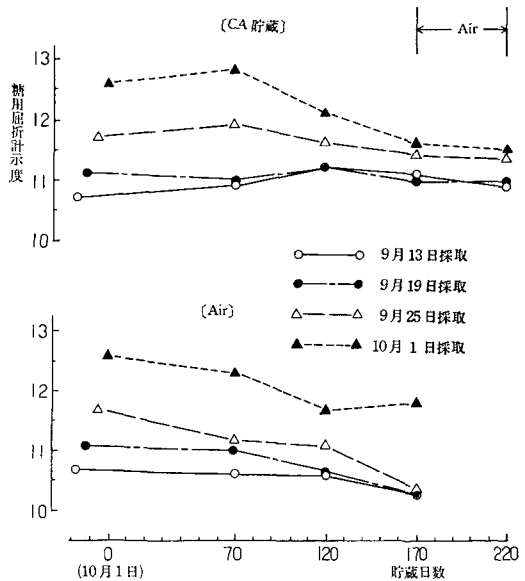 〔CA 貯蔵〕
Air
13
12
11
10
糖用屈折計示度
9月13日採取
9月19日採取
9月25日採取
10月1日採取
〔Air〕
13
12
11
10
0 70 120 170 220
(10月1日) 貯蔵日数